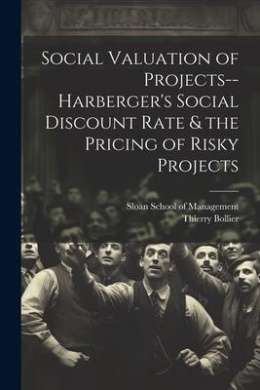 Social Valuation of
Projects--
Harberger's Social
Discount Rate & the
Pricing of Risky
Projects
Sloan School of Management
Thierry Bollier